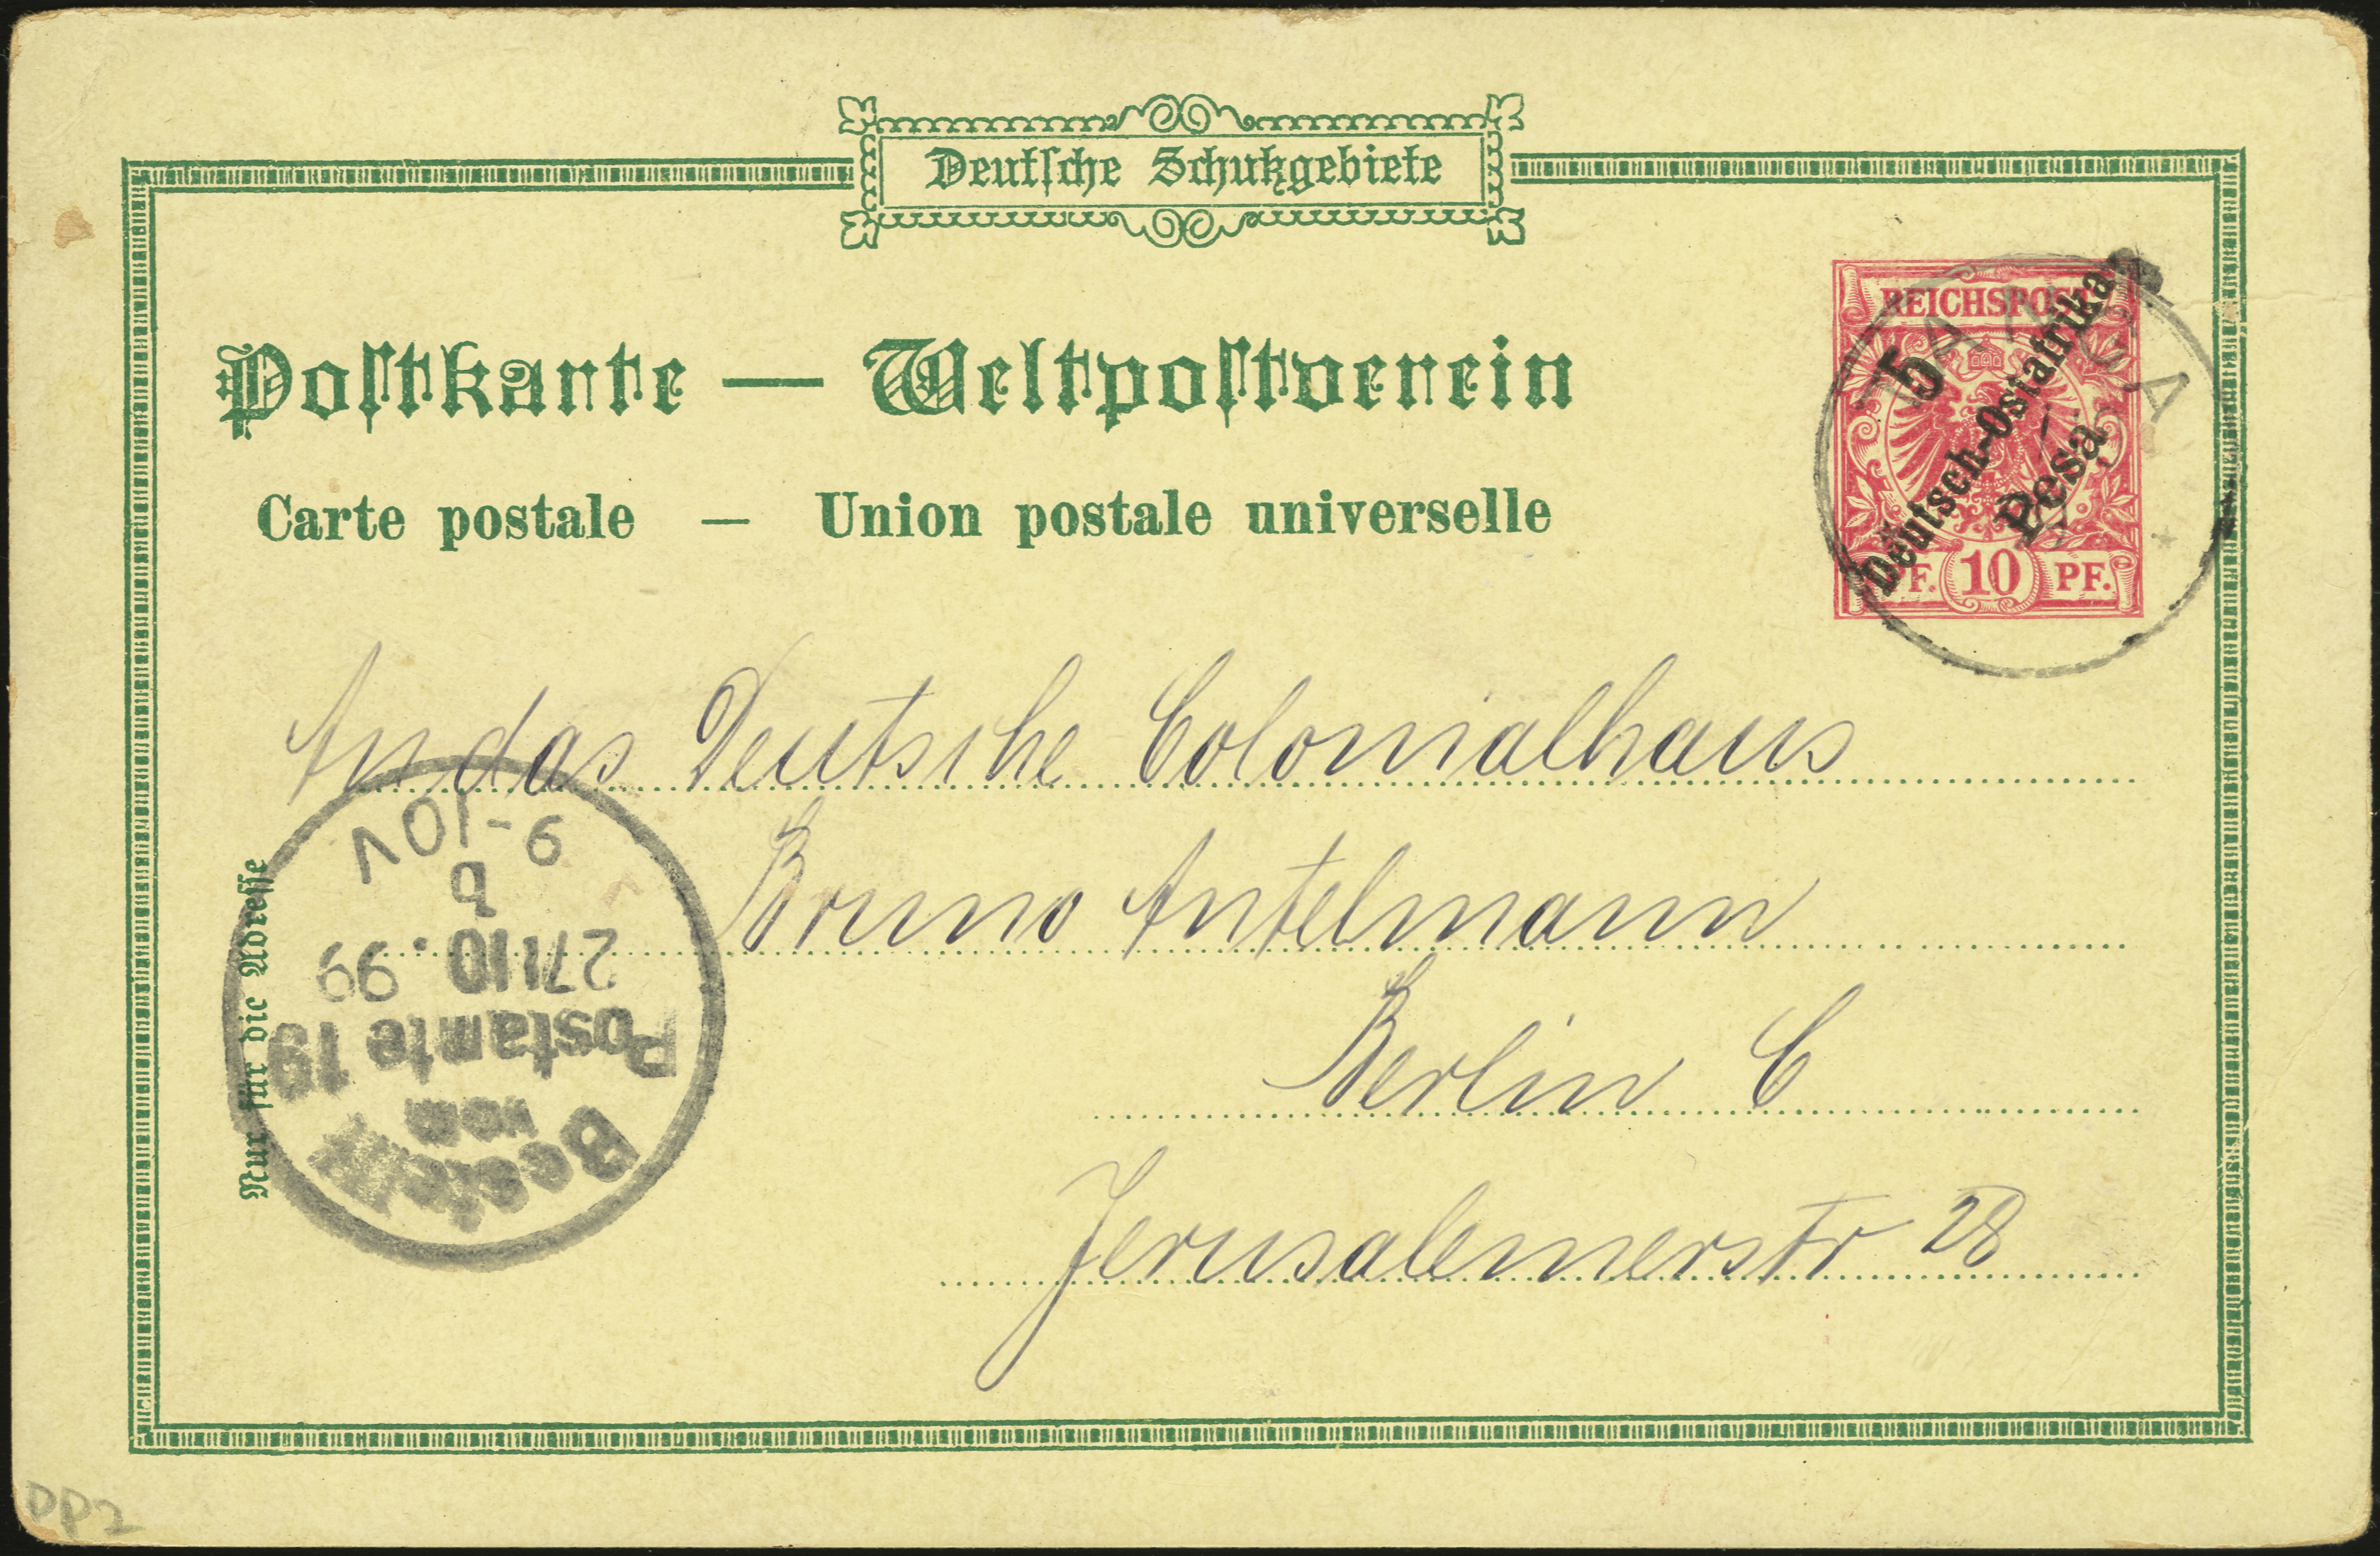 Deutsche Schutzgebiete
Postkarte — Weltpostverein
Carte postale — Union postale universelle
REICHSPOST
5 Pesa
Deutsch-Ostafrika
PF. 10 PF.
TANGA
An das Deutsche Colonialhaus
Bruno Antelmann
Berlin C
Jerusalemerstr 28
Nur für die Adresse
Bestellt
vom
Postamte 19
27.10.99
b
9-10V
DP2